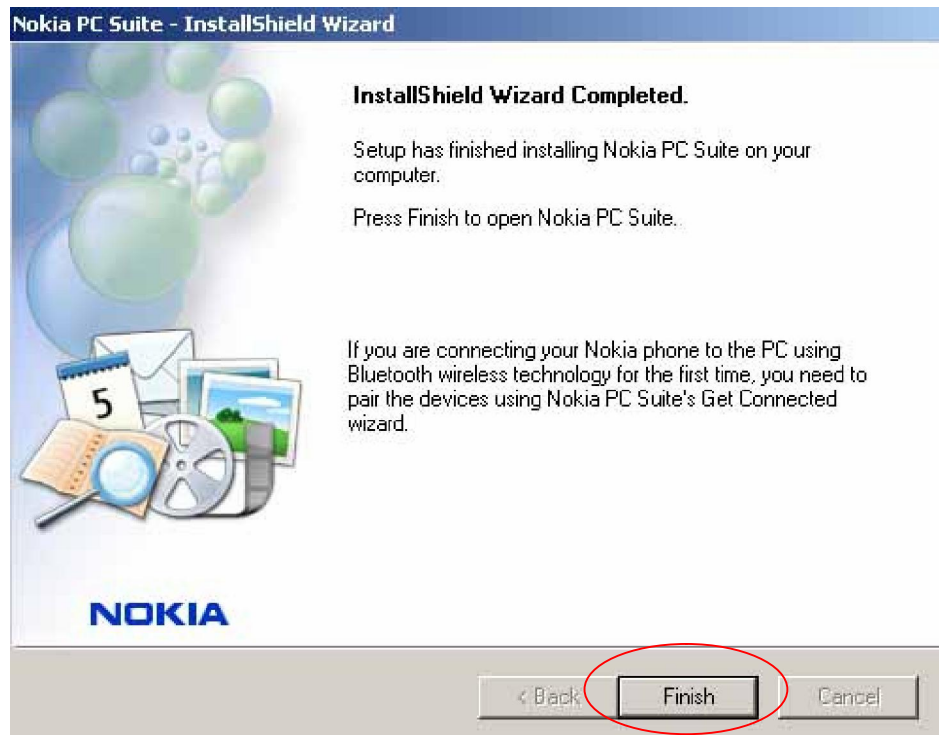 Nokia PC Suite - InstallShield Wizard
InstallShield Wizard Completed.
Setup has finished installing Nokia PC Suite on your
computer.
Press Finish to open Nokia PC Suite.
If you are connecting your Nokia phone to the PC using
Bluetooth wireless technology for the first time, you need to
pair the devices using Nokia PC Suite's Get Connected
wizard.
5
NOKIA
< Back Finish Cancel